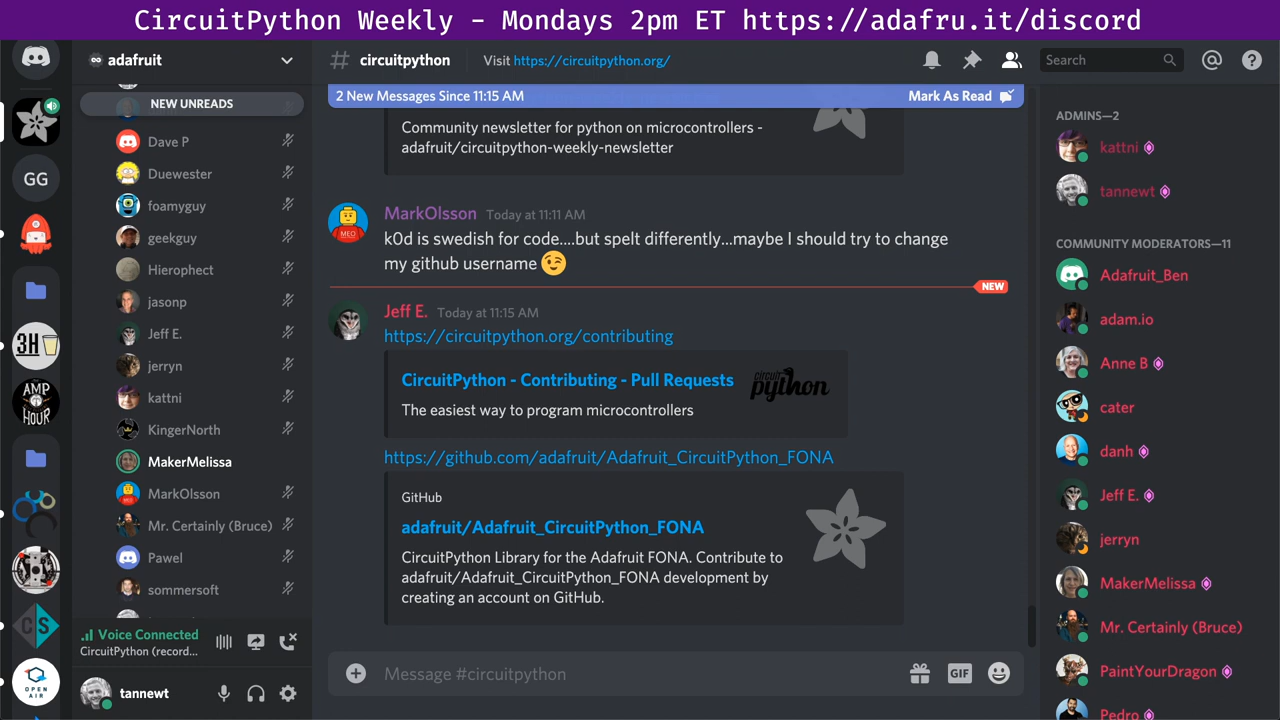 CircuitPython Weekly - Mondays 2pm ET https://adafru.it/discord
adafruit
NEW UNREADS
Dave P
Duewester
foamyguy
geekguy
Hierophect
jasonp
Jeff E.
jerryn
kattni
KingerNorth
MakerMelissa
MarkOlsson
Mr. Certainly (Bruce)
Pawel
sommersoft
Voice Connected
CircuitPython (record...
tannewt
GG
3H
THE
AMP
HOUR
CS
OPEN
AIR
# circuitpython
Visit https://circuitpython.org/
Search
2 New Messages Since 11:15 AM
Mark As Read
Community newsletter for python on microcontrollers -
adafruit/circuitpython-weekly-newsletter
MarkOlsson Today at 11:11 AM
k0d is swedish for code....but spelt differently...maybe I should try to change
my github username 😉
NEW
MEO
Jeff E. Today at 11:15 AM
https://circuitpython.org/contributing
CircuitPython - Contributing - Pull Requests
circuit
python
The easiest way to program microcontrollers
https://github.com/adafruit/Adafruit_CircuitPython_FONA
GitHub
adafruit/Adafruit_CircuitPython_FONA
CircuitPython Library for the Adafruit FONA. Contribute to
adafruit/Adafruit_CircuitPython_FONA development by
creating an account on GitHub.
Message #circuitpython
GIF
ADMINS—2
kattni
tannewt
COMMUNITY MODERATORS—11
Adafruit_Ben
adam.io
Anne B
cater
danh
Jeff E.
jerryn
MakerMelissa
Mr. Certainly (Bruce)
PaintYourDragon
Pedro